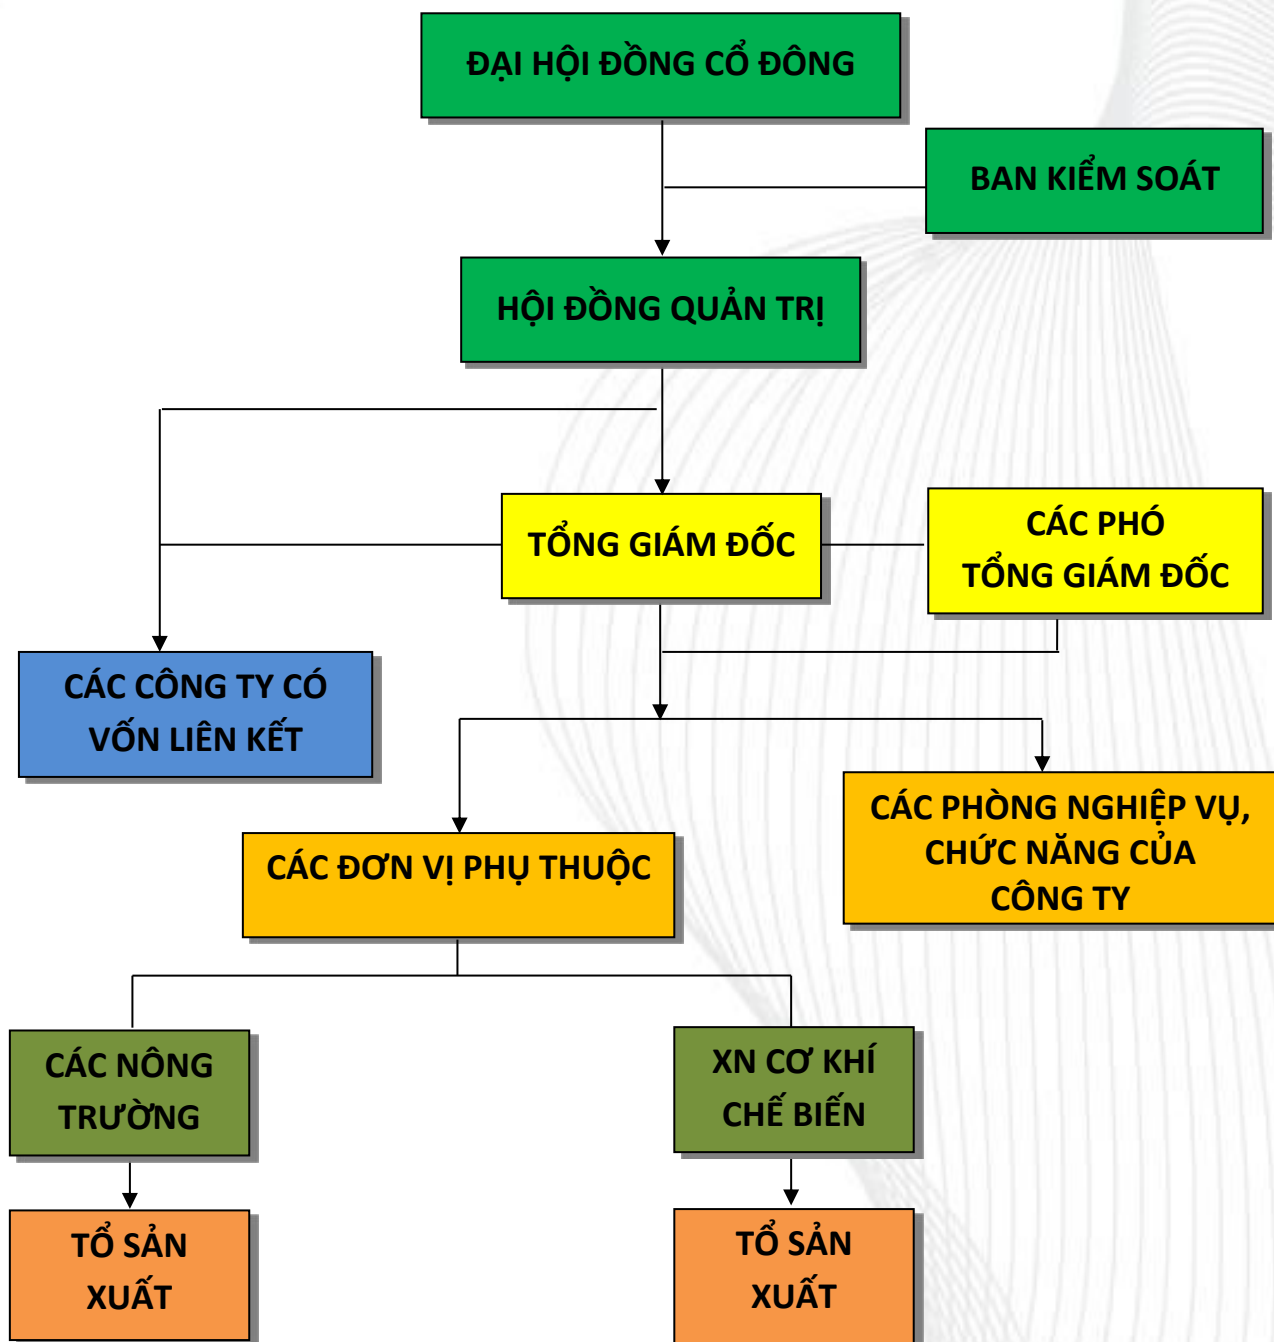 ĐẠI HỘI ĐỒNG CỔ ĐÔNG
BAN KIỂM SOÁT
HỘI ĐỒNG QUẢN TRỊ
TỔNG GIÁM ĐỐC
CÁC PHÓ
TỔNG GIÁM ĐỐC
CÁC CÔNG TY CÓ
VỐN LIÊN KẾT
CÁC PHÒNG NGHIỆP VỤ,
CHỨC NĂNG CỦA
CÔNG TY
CÁC ĐƠN VỊ PHỤ THUỘC
CÁC NÔNG
TRƯỜNG
XN CƠ KHÍ
CHẾ BIẾN
TỔ SẢN
XUẤT
TỔ SẢN
XUẤT